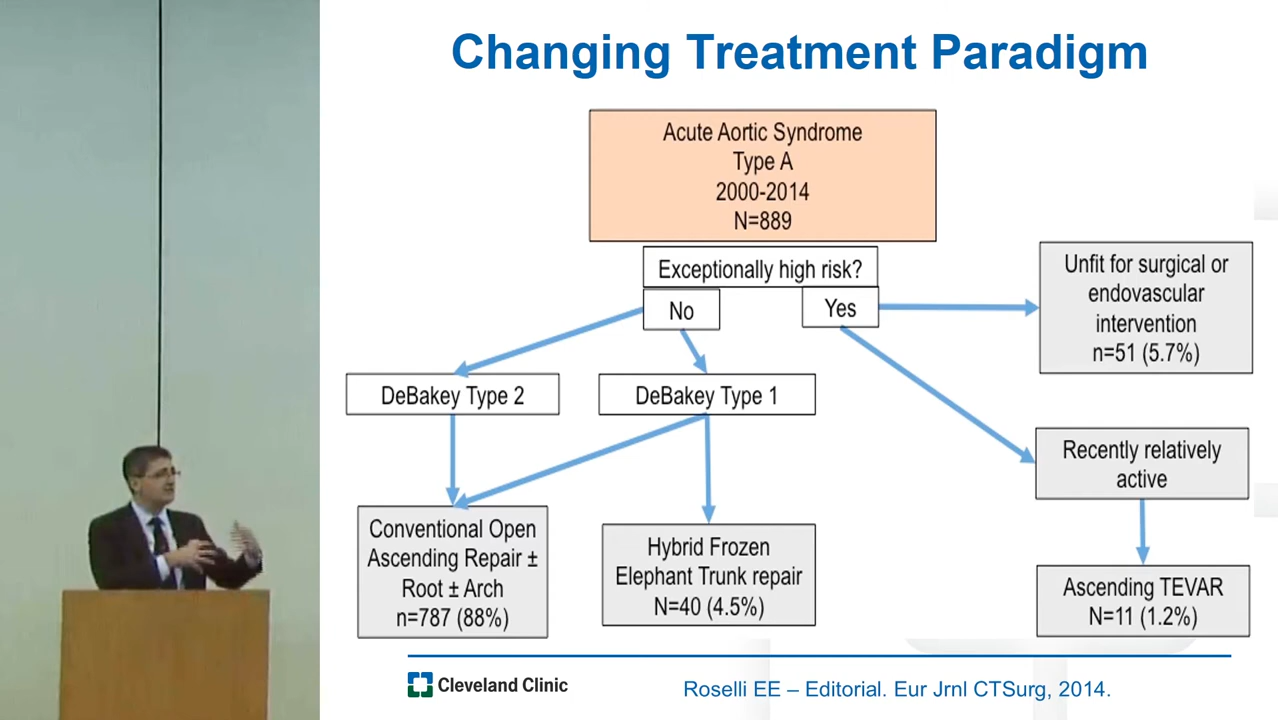 Changing Treatment Paradigm
Acute Aortic Syndrome
Type A
2000-2014
N=889
Exceptionally high risk?
No
Yes
Unfit for surgical or
endovascular
intervention
n=51 (5.7%)
DeBakey Type 2
DeBakey Type 1
Recently relatively
active
Conventional Open
Ascending Repair ±
Root ± Arch
n=787 (88%)
Hybrid Frozen
Elephant Trunk repair
N=40 (4.5%)
Ascending TEVAR
N=11 (1.2%)
Cleveland Clinic
Roselli EE – Editorial. Eur Jrnl CTSurg, 2014.